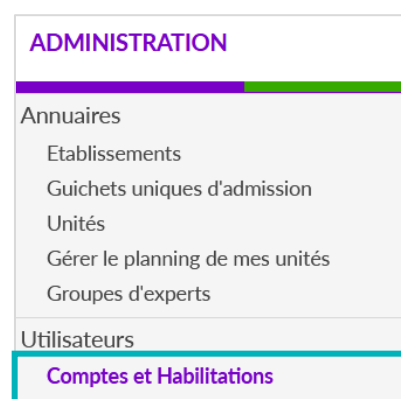 ADMINISTRATION
Annuaires
Etablissements
Guichets uniques d'admission
Unités
Gérer le planning de mes unités
Groupes d'experts
Utilisateurs
Comptes et Habilitations